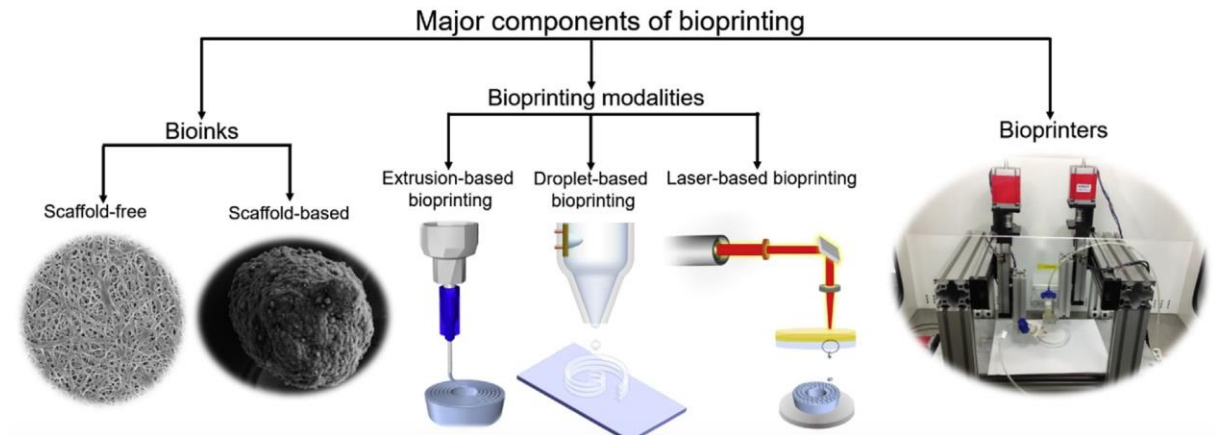 Major components of bioprinting
Bioprinting modalities
Bioinks
Bioprinters
Extrusion-based
bioprinting
Droplet-based
bioprinting
Laser-based bioprinting
Scaffold-free
Scaffold-based